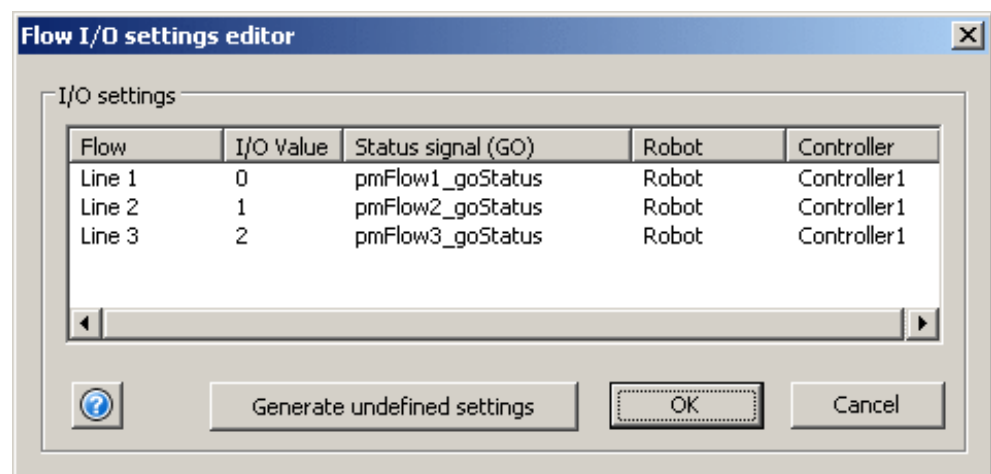 Flow I/O settings editor
I/O settings
Flow I/O Value Status signal (GO) Robot Controller
Line 1 0 pmFlow1_goStatus Robot Controller1
Line 2 1 pmFlow2_goStatus Robot Controller1
Line 3 2 pmFlow3_goStatus Robot Controller1
Generate undefined settings OK Cancel